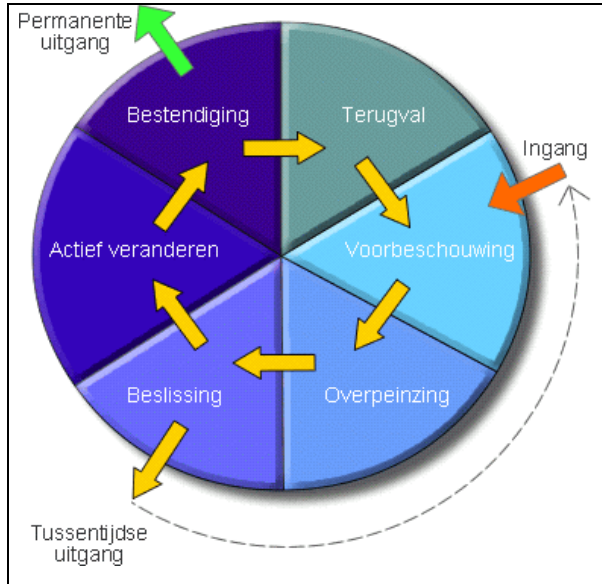 Permanente
uitgang
Bestendiging
Terugval
Ingang
Actief veranderen
Voorbeschouwing
Beslissing
Overpeinzing
Tussentijdse
uitgang